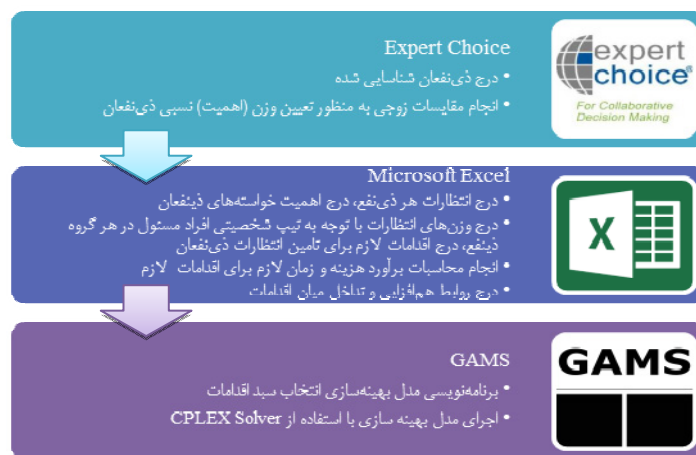 Expert Choice
• درج ذی‌نفعان شناسایی شده
• انجام مقایسات زوجی به منظور تعیین وزن (اهمیت) نسبی ذی‌نفعان
expert
choice®
For Collaborative
Decision Making
Microsoft Excel
• درج انتظارات هر ذی‌نفع، درج اهمیت خواسته‌های ذینفعان
• درج وزن‌های انتظارات با توجه به تیپ شخصیتی افراد مسئول در هر گروه
ذینفع، درج اقدامات لازم برای تامین انتظارات ذی‌نفعان
• انجام محاسبات برآورد هزینه و زمان لازم برای اقدامات لازم
• درج روابط هم‌افزایی و تداخل میان اقدامات
X
GAMS
• برنامه‌نویسی مدل بهینه‌سازی انتخاب سبد اقدامات
• اجرای مدل بهینه سازی با استفاده از CPLEX Solver
GAMS